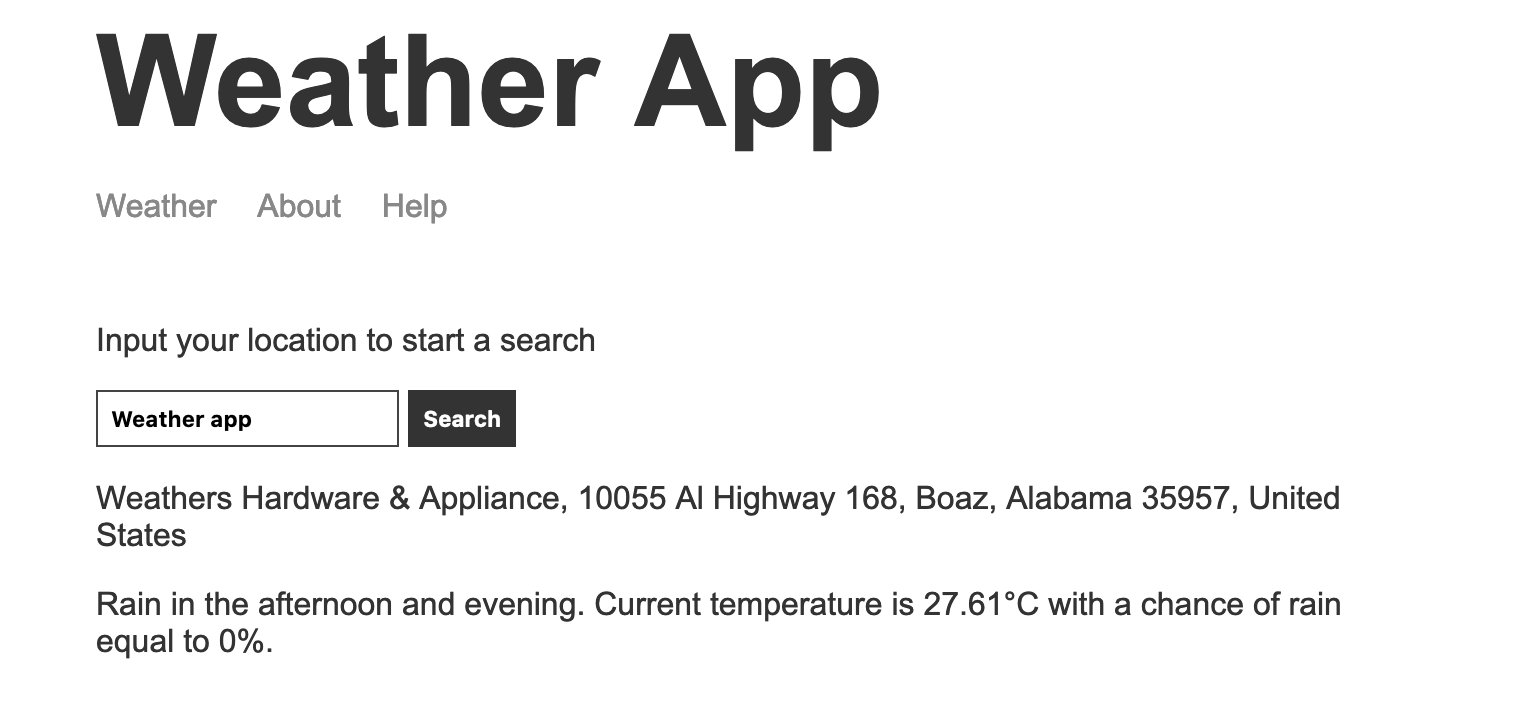 Weather App
Weather About Help
Input your location to start a search
Weather app Search
Weathers Hardware & Appliance, 10055 Al Highway 168, Boaz, Alabama 35957, United
States
Rain in the afternoon and evening. Current temperature is 27.61°C with a chance of rain
equal to 0%.